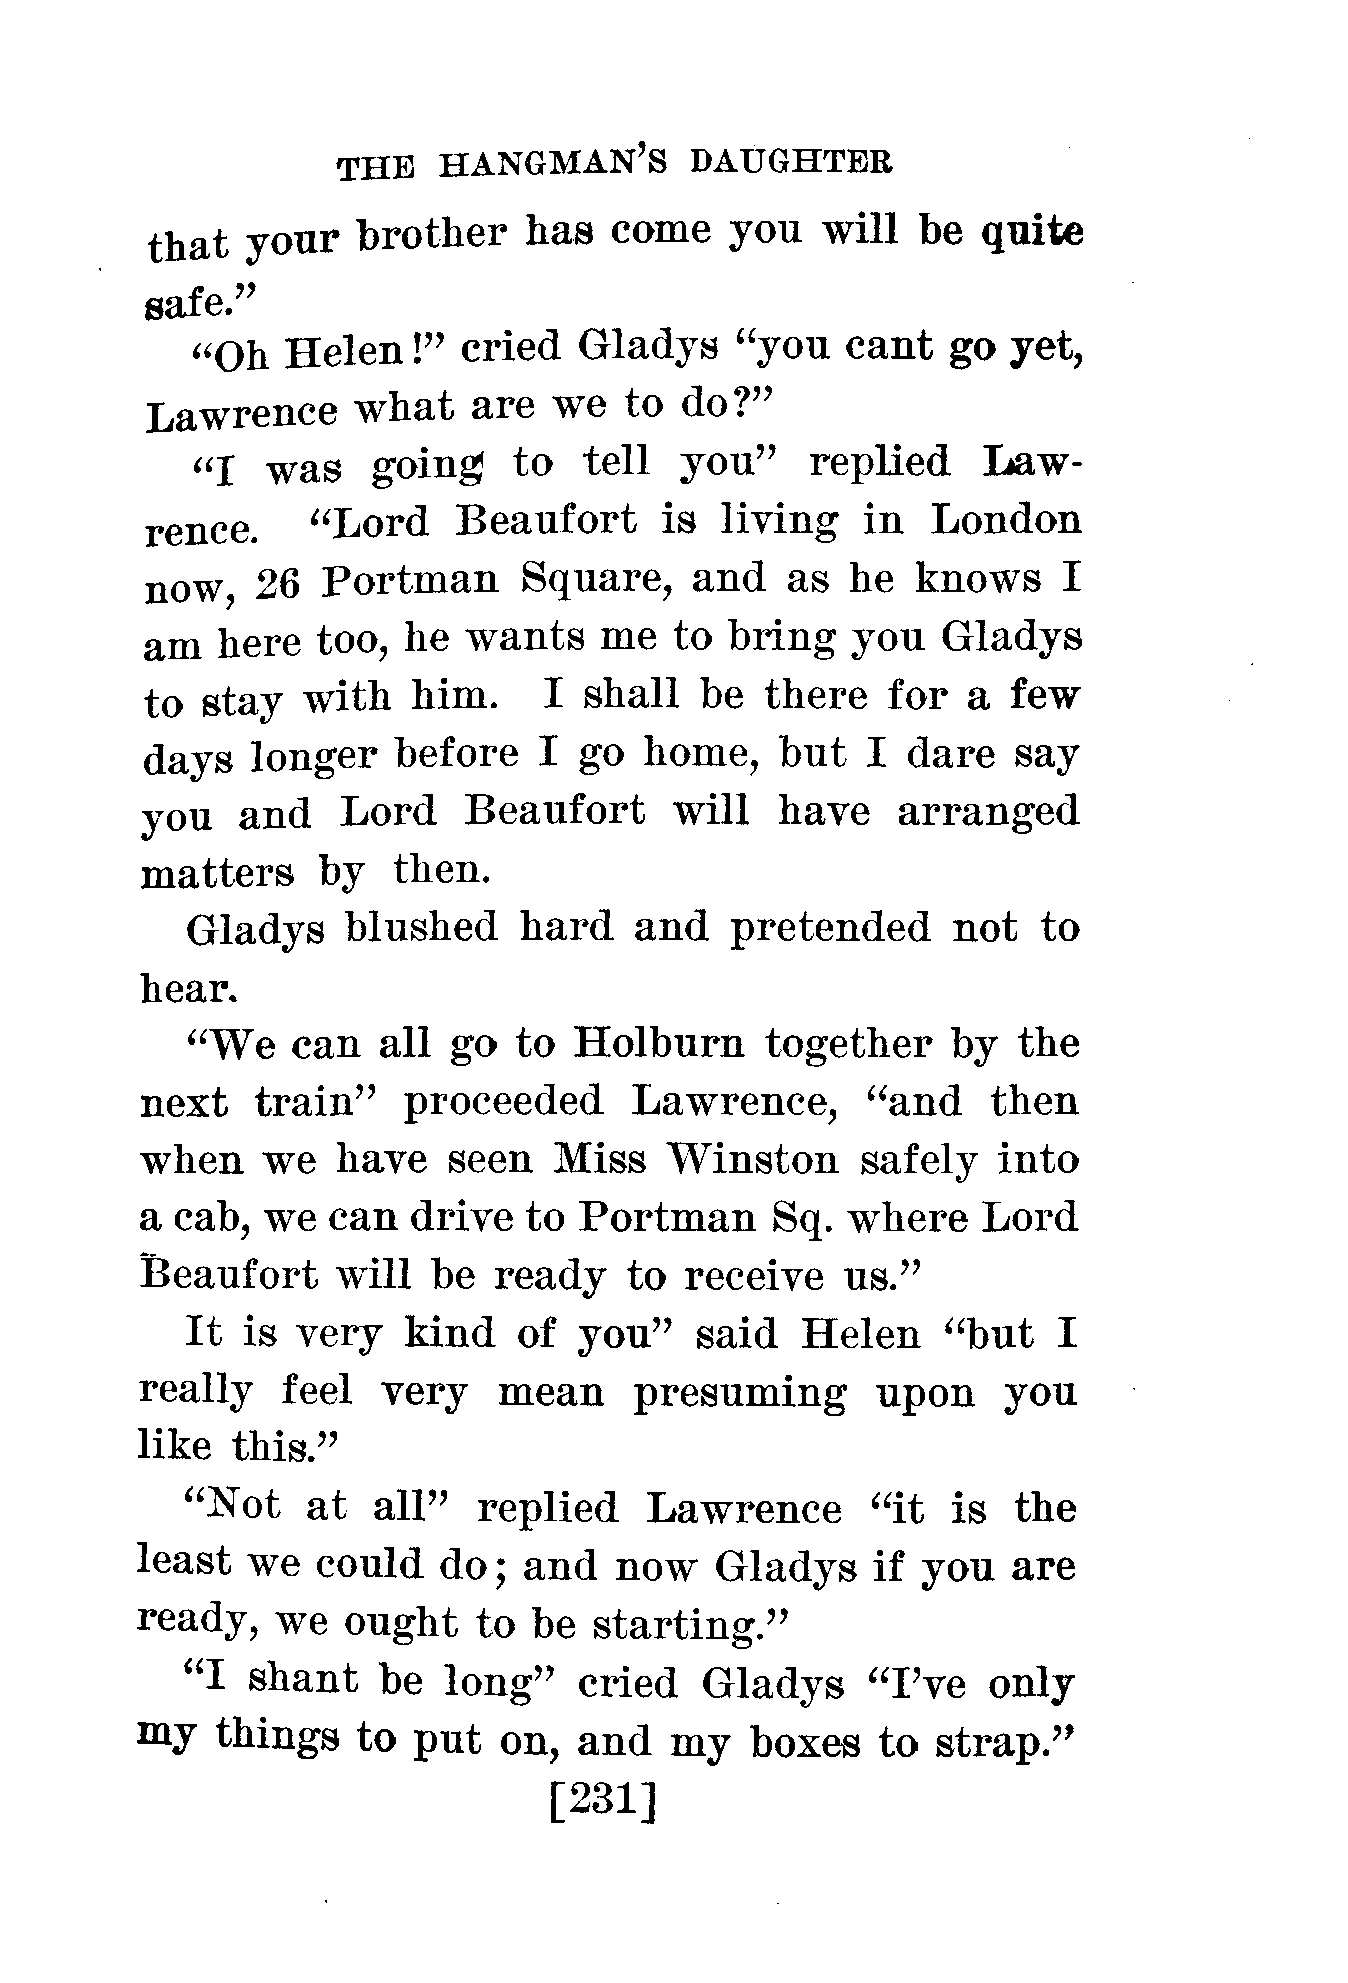 THE HANGMAN'S DAUGHTER
that your brother has come you will be quite
safe.”
“Oh Helen!” cried Gladys “you cant go yet,
Lawrence what are we to do?”
“I was going to tell you” replied Law-
rence. “Lord Beaufort is living in London
now, 26 Portman Square, and as he knows I
am here too, he wants me to bring you Gladys
to stay with him. I shall be there for a few
days longer before I go home, but I dare say
you and Lord Beaufort will have arranged
matters by then.
Gladys blushed hard and pretended not to
hear.
“We can all go to Holburn together by the
next train” proceeded Lawrence, “and then
when we have seen Miss Winston safely into
a cab, we can drive to Portman Sq. where Lord
Beaufort will be ready to receive us.”
It is very kind of you” said Helen “but I
really feel very mean presuming upon you
like this.”
“Not at all” replied Lawrence “it is the
least we could do; and now Gladys if you are
ready, we ought to be starting.”
“I shant be long” cried Gladys “I’ve only
my things to put on, and my boxes to strap.”
[231]